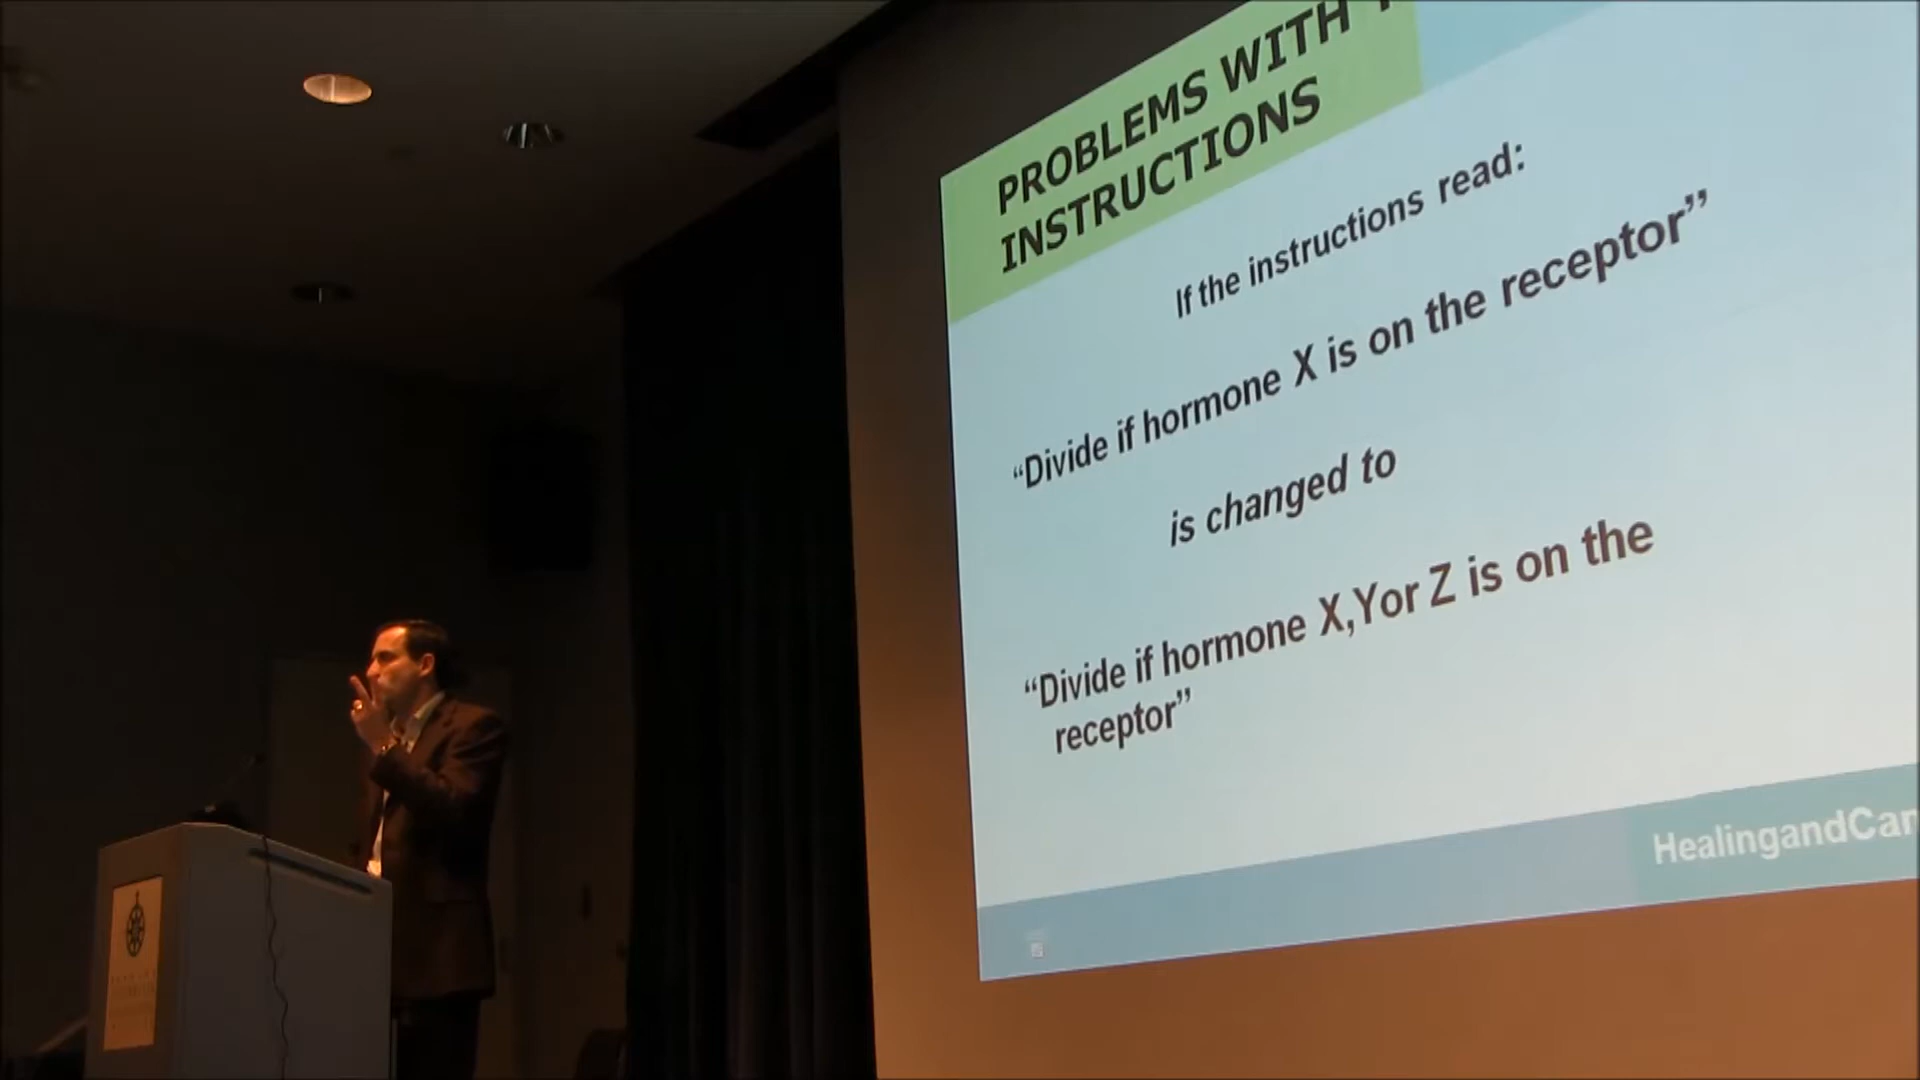 PROBLEMS WITH
INSTRUCTIONS
If the instructions read:
“Divide if hormone X is on the receptor”
is changed to
“Divide if hormone X,Yor Z is on the
receptor”
HealingandCan